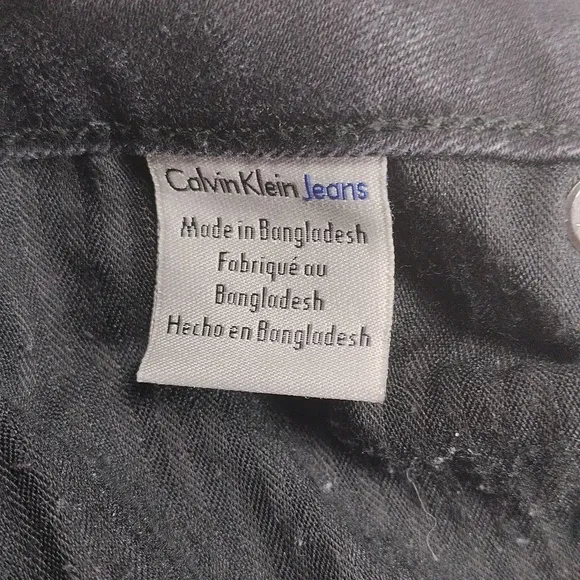 Calvin Klein Jeans
Made in Bangladesh
Fabriqué au
Bangladesh
Hecho en Bangladesh